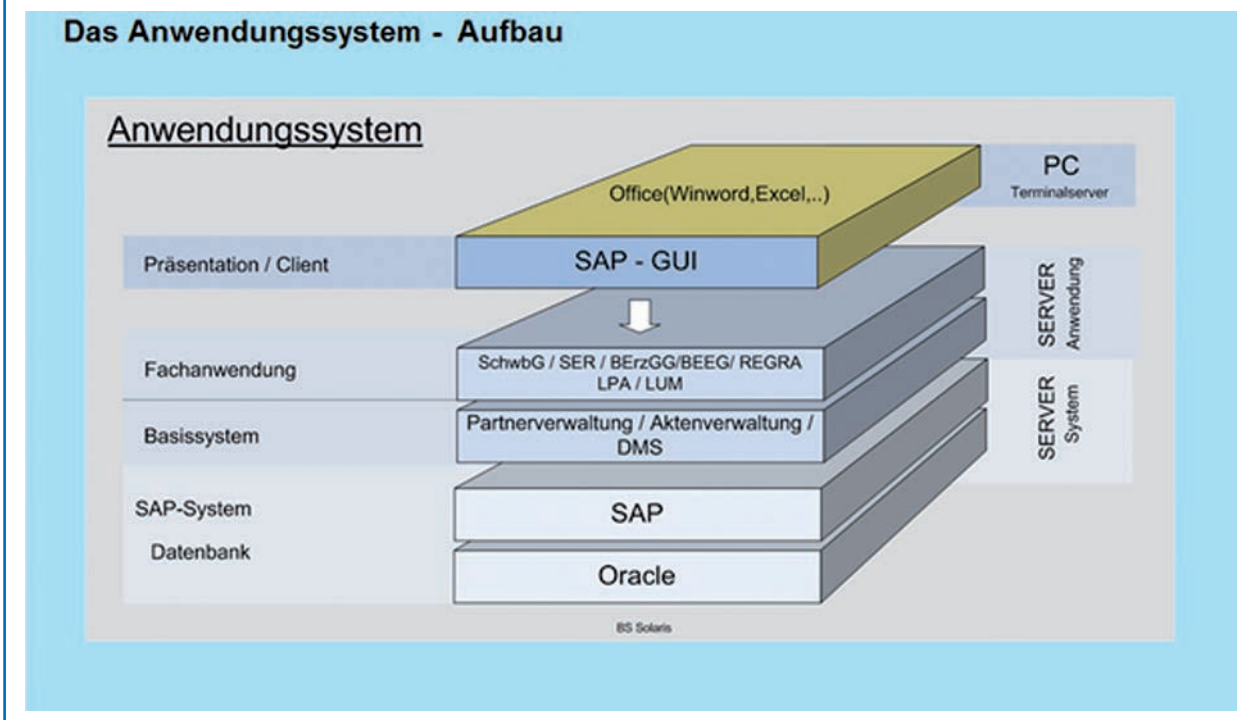 Das Anwendungssystem - Aufbau
Anwendungssystem
Office(Winword,Excel,..)
PC
Terminalserver
Präsentation / Client
SAP - GUI
SERVER
Anwendung
Fachanwendung
SchwbG / SER / BErzGG/BEEG/ REGRA
LPA / LUM
Basissystem
Partnerverwaltung / Aktenverwaltung /
DMS
SERVER
System
SAP-System
SAP
Datenbank
Oracle
BS Solaris